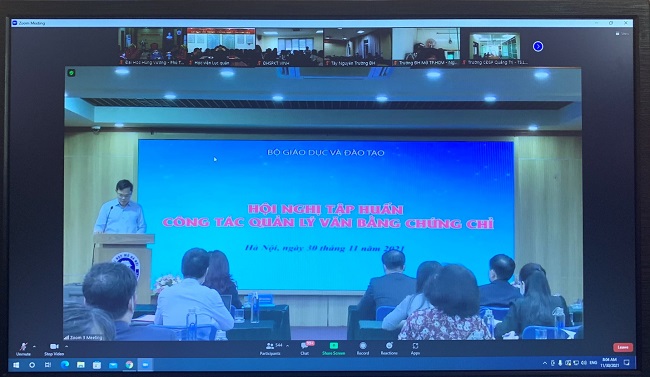 Zoom Meeting
Đại Học Hùng Vương - Phú T...
Học viện Lục quân
ĐHSPKT Vinh
Tây Nguyên Trường ĐH
Trường ĐH Mở TP.HCM - Ng...
Trường CĐSP Quảng Trị - T.S.L...
BỘ GIÁO DỤC VÀ ĐÀO TẠO
HỘI NGHỊ TẬP HUẤN
CÔNG TÁC QUẢN LÝ VĂN BẰNG CHỨNG CHỈ
Hà Nội, ngày 30 tháng 11 năm 2021
Zoom Meeting
Unmute
Stop Video
Participants
544
Chat
99+
Share Screen
Record
Reactions
Apps
Leave
ENG
8:04 AM
11/30/2021